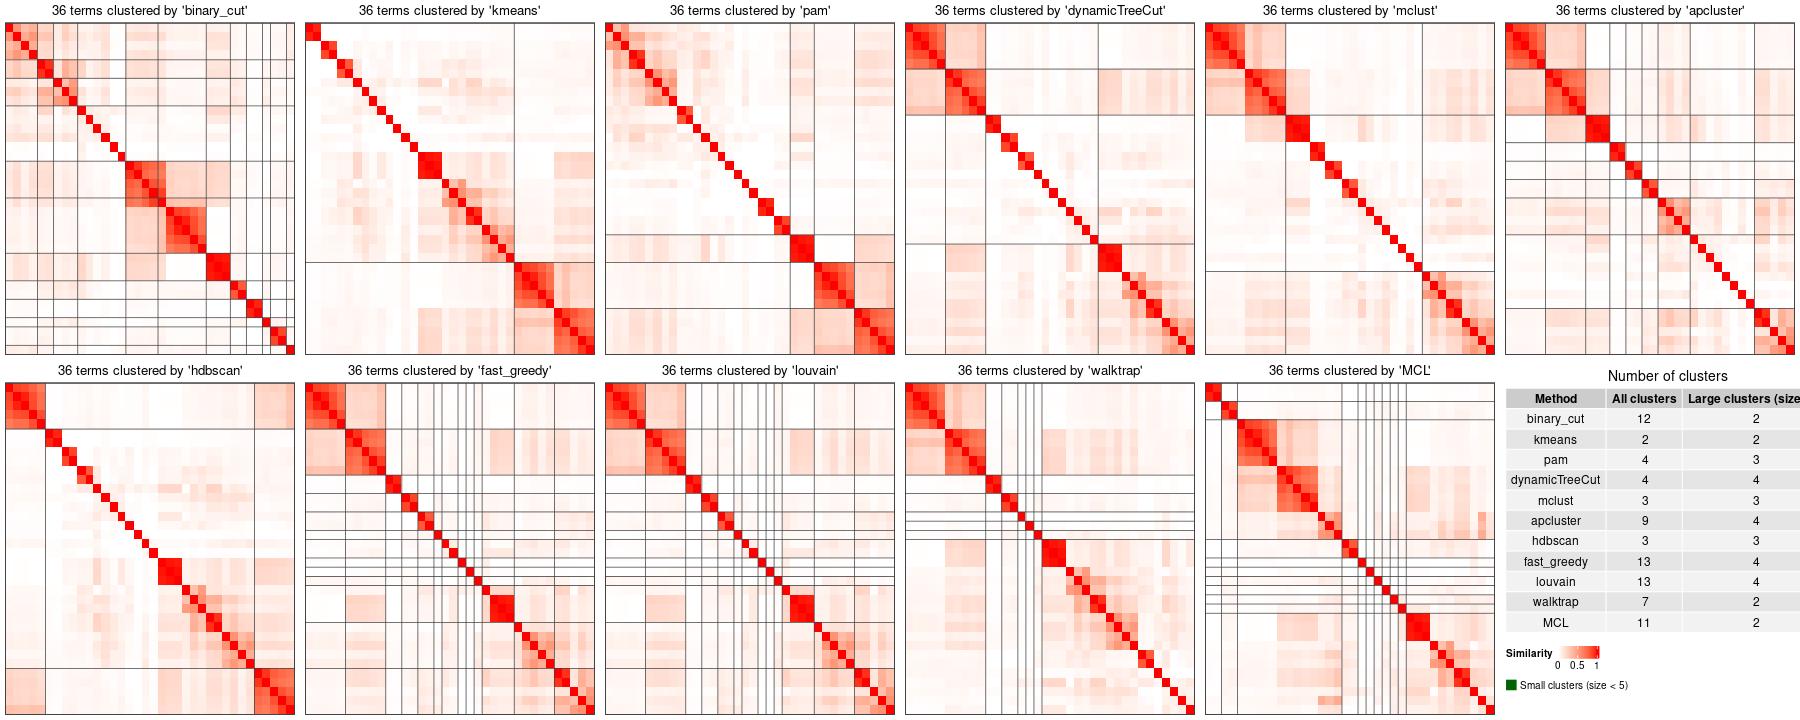 36 terms clustered by 'binary_cut'
36 terms clustered by 'kmeans'
36 terms clustered by 'pam'
36 terms clustered by 'dynamicTreeCut'
36 terms clustered by 'mclust'
36 terms clustered by 'apcluster'
36 terms clustered by 'hdbscan'
36 terms clustered by 'fast_greedy'
36 terms clustered by 'louvain'
36 terms clustered by 'walktrap'
36 terms clustered by 'MCL'
Number of clusters
Method All clusters Large clusters (size
binary_cut 12 2
kmeans 2 2
pam 4 3
dynamicTreeCut 4 4
mclust 3 3
apcluster 9 4
hdbscan 3 3
fast_greedy 13 4
louvain 13 4
walktrap 7 2
MCL 11 2
Similarity
0 0.5 1
Small clusters (size < 5)